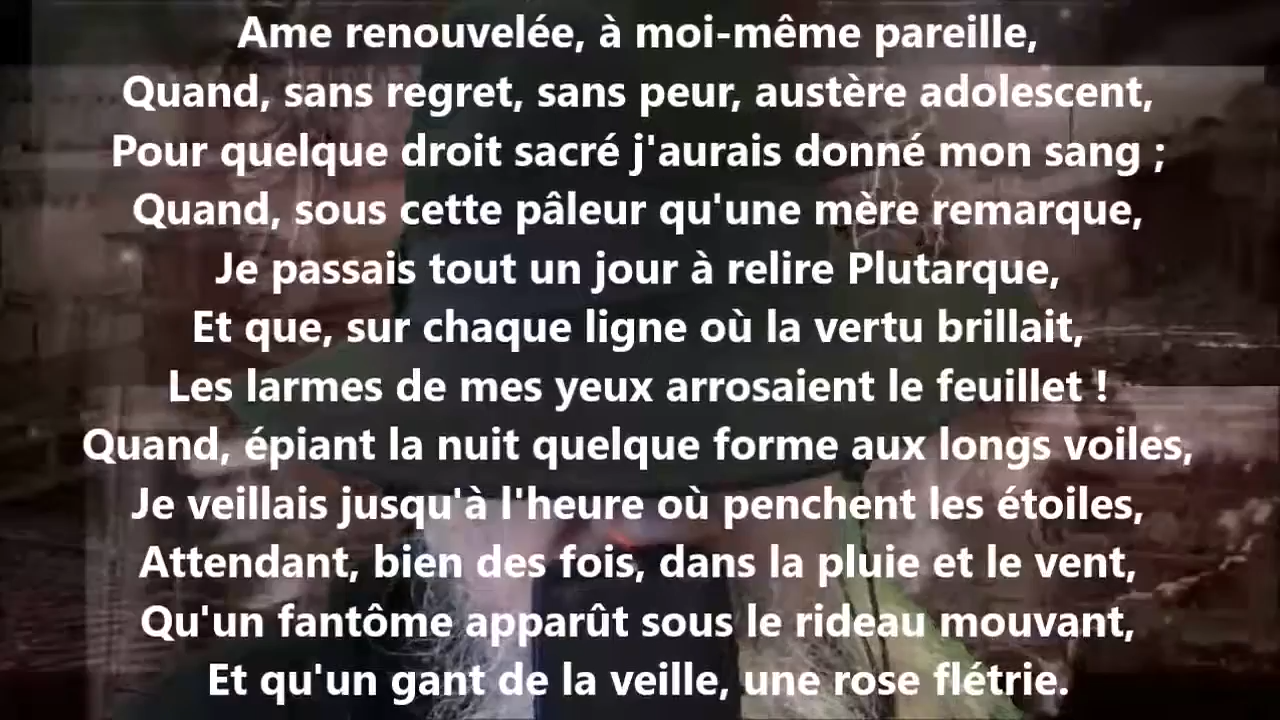 Ame renouvelée, à moi-même pareille,
Quand, sans regret, sans peur, austère adolescent,
Pour quelque droit sacré j'aurais donné mon sang ;
Quand, sous cette pâleur qu'une mère remarque,
Je passais tout un jour à relire Plutarque,
Et que, sur chaque ligne où la vertu brillait,
Les larmes de mes yeux arrosaient le feuillet !
Quand, épiant la nuit quelque forme aux longs voiles,
Je veillais jusqu'à l'heure où penchent les étoiles,
Attendant, bien des fois, dans la pluie et le vent,
Qu'un fantôme apparût sous le rideau mouvant,
Et qu'un gant de la veille, une rose flétrie.